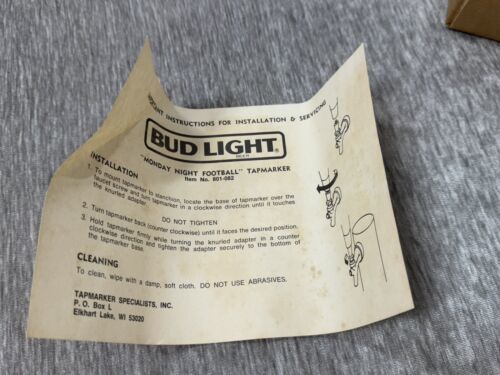 INSTRUCTIONS FOR INSTALLATION & SERVICING
BUD LIGHT®
"MONDAY NIGHT FOOTBALL" TAPMARKER
Item No. 801-082
INSTALLATION
1. To mount tapmarker to stanchion, locate the base of tapmarker over the
faucet screw and turn tapmarker in a clockwise direction until it touches
the knurled adapter.
DO NOT TIGHTEN
2. Turn tapmarker back (counter clockwise) until it faces the desired position.
3. Hold tapmarker firmly while turning the knurled adapter in a counter
clockwise direction and tighten the adapter securely to the bottom of
the tapmarker base.
CLEANING
To clean, wipe with a damp, soft cloth. DO NOT USE ABRASIVES.
TAPMARKER SPECIALISTS, INC.
P. O. Box L
Elkhart Lake, WI 53020